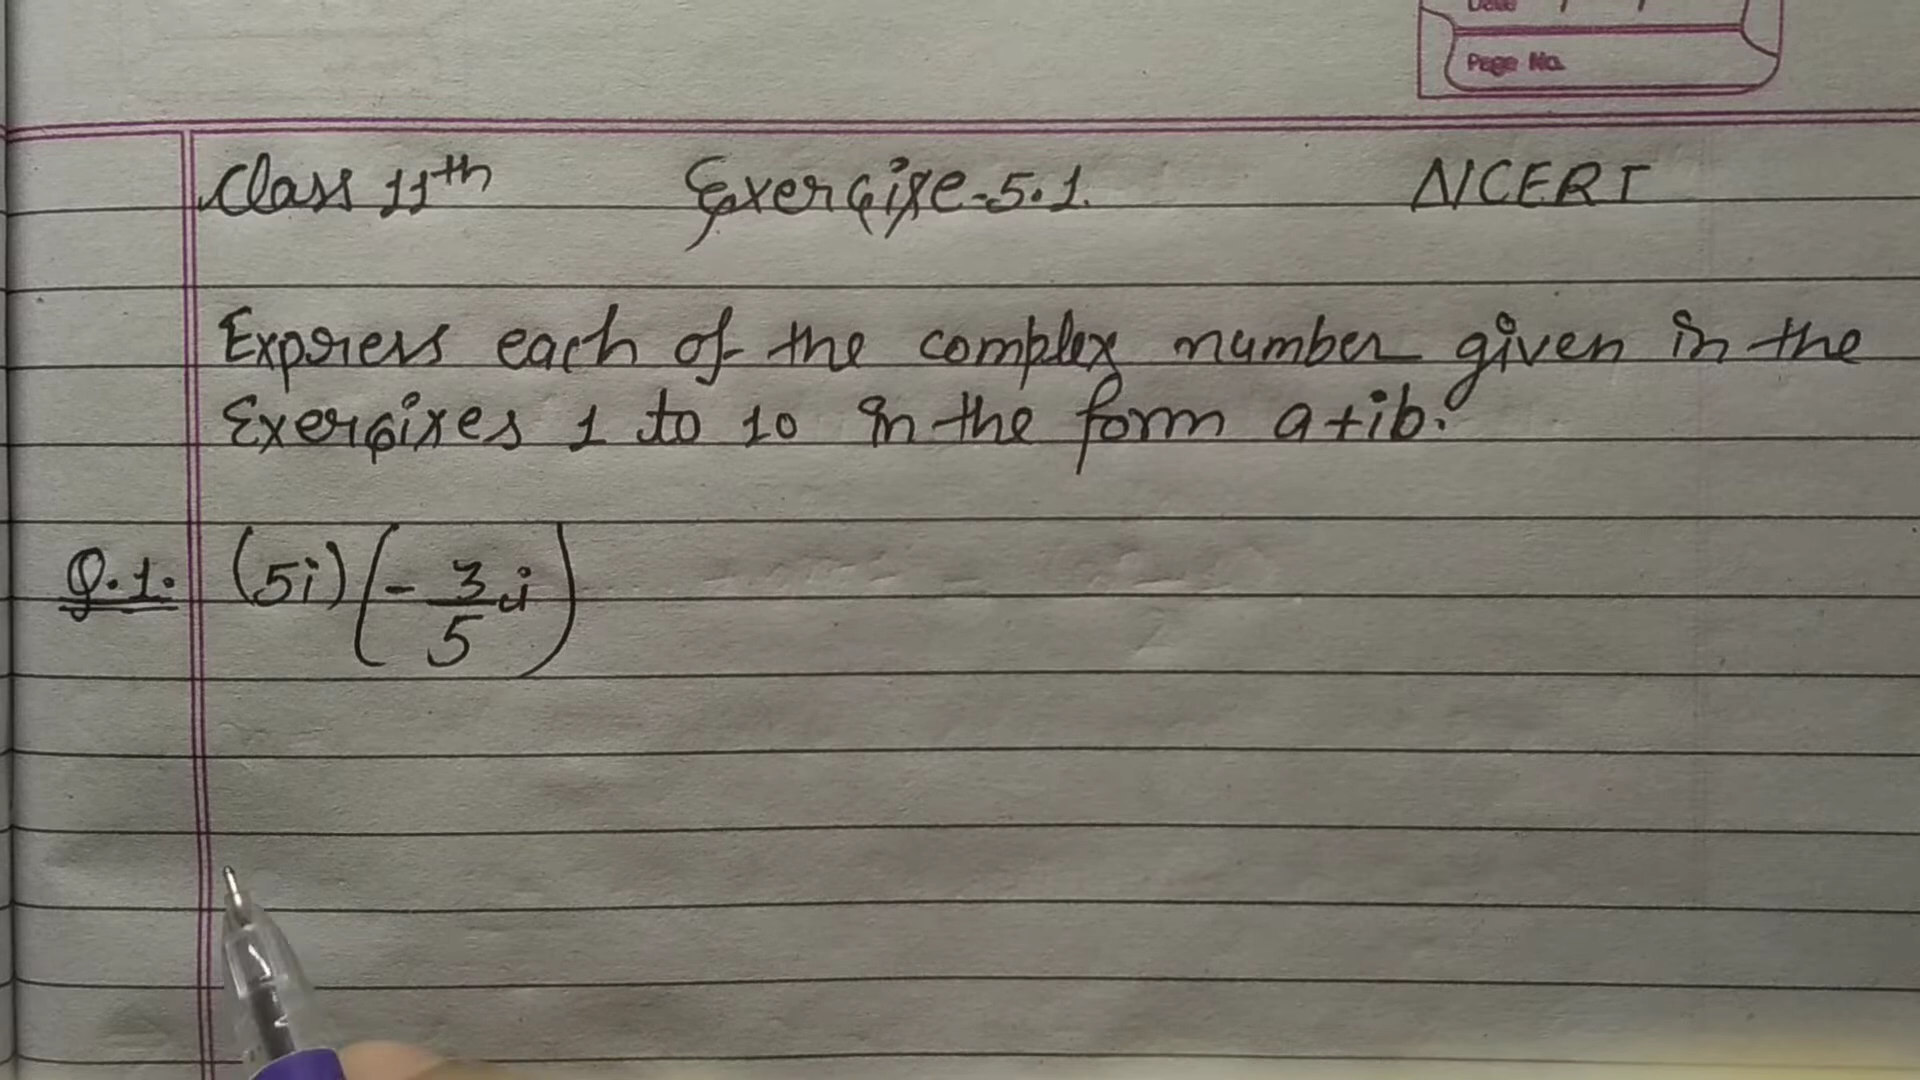 Date / /
Page No.
Class 11th Exercise-5.1. NCERT
Express each of the complex number given in the
Exercises 1 to 10 in the form a+ib.
Q.1. (5i)(-3/5 i)